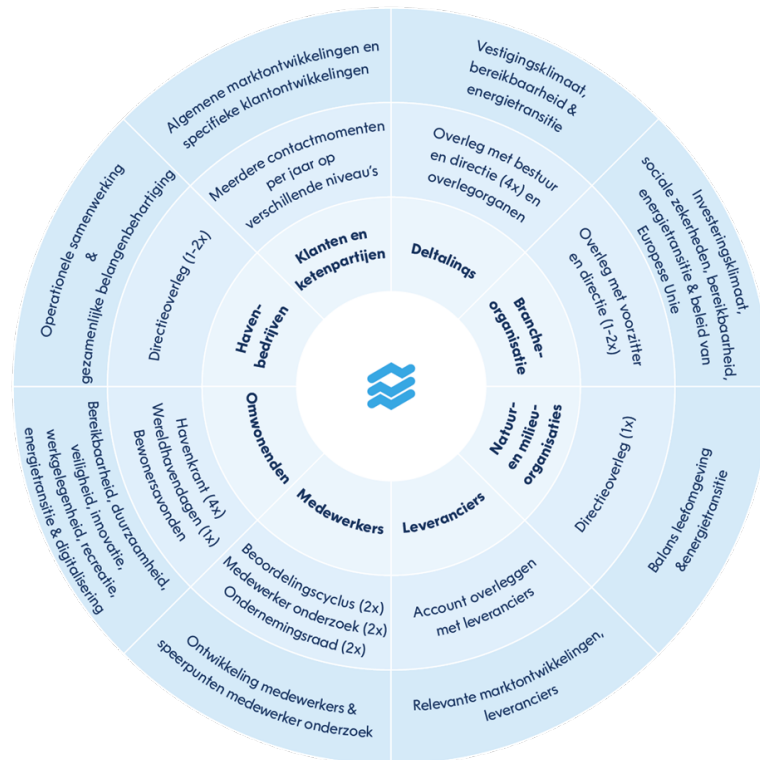 Algemene marktontwikkelingen en
specifieke klantontwikkelingen
Meerdere contactmomenten
per jaar op
verschillende niveau's
Klanten en
ketenpartijen
Vestigingsklimaat,
bereikbaarheid &
energietransitie
Overleg met bestuur
en directie (4x) en
overlegorganen
Deltalinqs
Investeringsklimaat,
sociale zekerheden, bereikbaarheid,
energietransitie & beleid van
Europese Unie
Overleg met voorzitter
en directie (1-2x)
Branche-
organisatie
Balans leefomgeving
&energietransitie
Directieoverleg (1x)
Natuur-
en milieu-
organisaties
Relevante marktontwikkelingen,
leveranciers
Account overleggen
met leveranciers
Leveranciers
Ontwikkeling medewerkers &
speerpunten medewerker onderzoek
Beoordelingscyclus (2x)
Medewerker onderzoek (2x)
Ondernemingsraad (2x)
Medewerkers
Bereikbaarheid, duurzaamheid,
veiligheid, innovatie,
werkgelegenheid, recreatie,
energietransitie & digitalisering
Havenkrant (4x)
Wereldhavendagen (1x)
Bewonersavonden
Omwonenden
Operationele samenwerking
&
gezamenlijke belangenbehartiging
Directieoverleg (1-2x)
Haven-
bedrijven